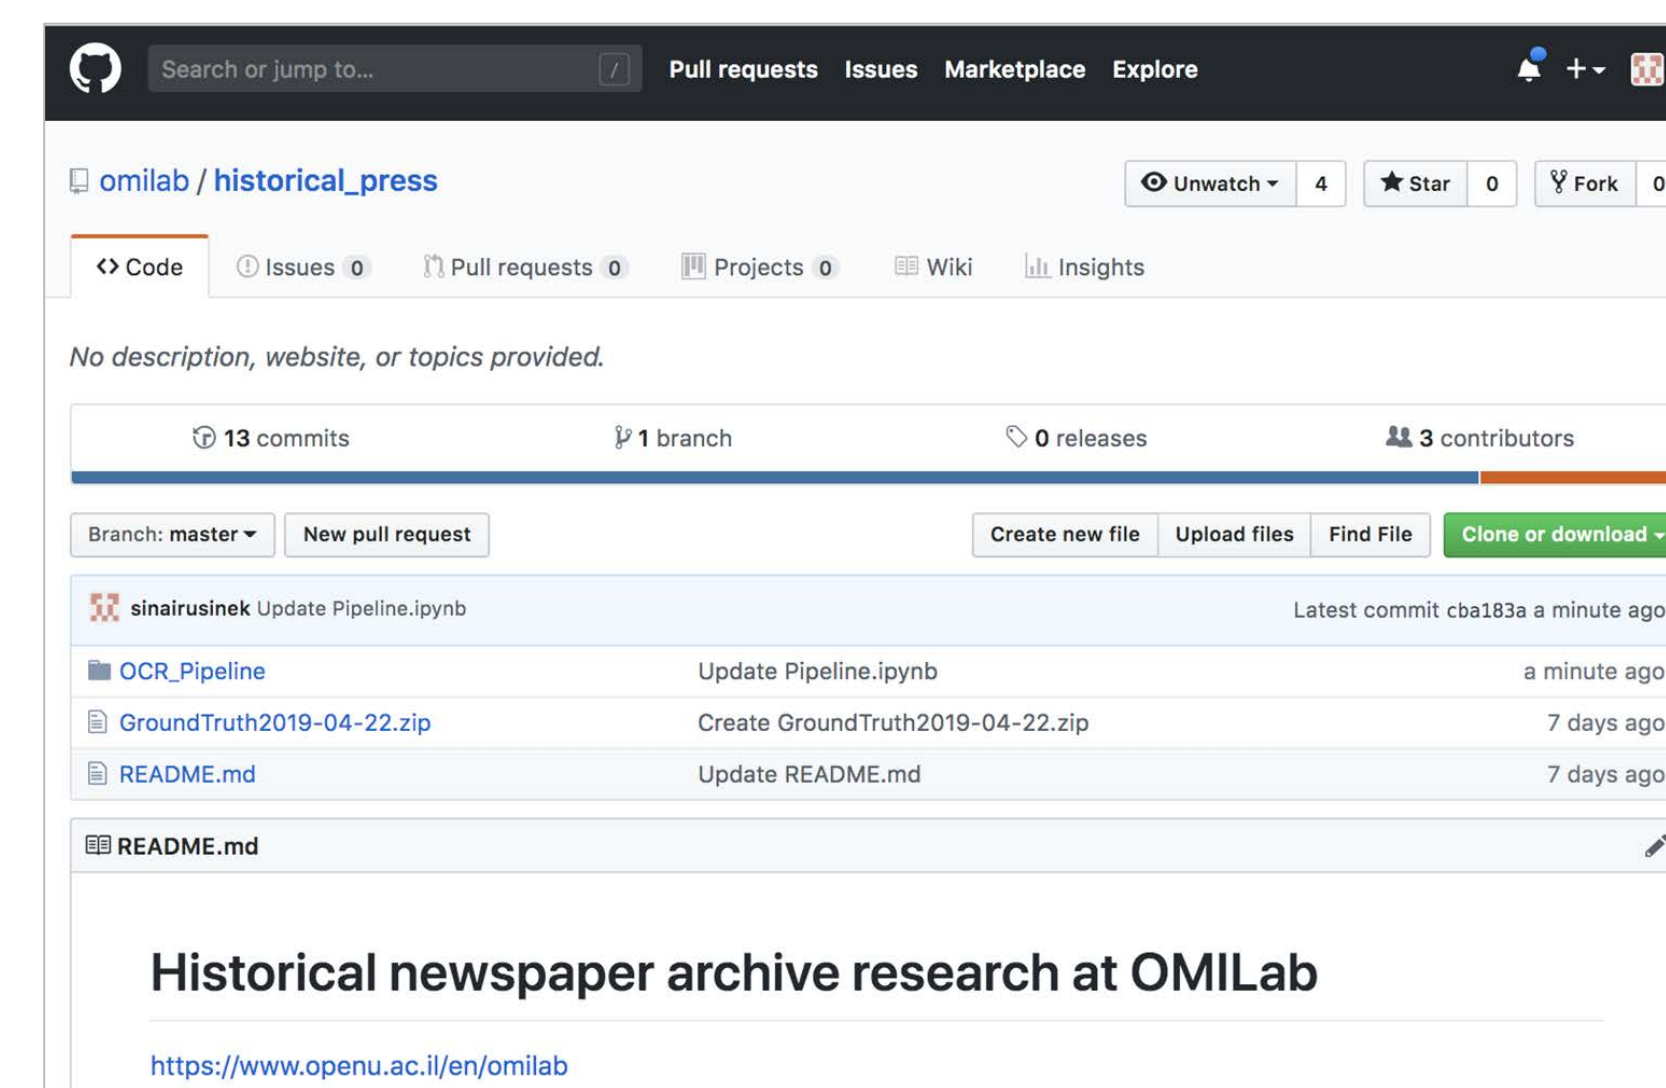 Search or jump to... / Pull requests Issues Marketplace Explore
omilab / historical_press Unwatch 4 Star 0 Fork 0
Code Issues 0 Pull requests 0 Projects 0 Wiki Insights
No description, website, or topics provided.
13 commits 1 branch 0 releases 3 contributors
Branch: master New pull request Create new file Upload files Find File Clone or download
sinairusinek Update Pipeline.ipynb Latest commit cba183a a minute ago
OCR_Pipeline Update Pipeline.ipynb a minute ago
GroundTruth2019-04-22.zip Create GroundTruth2019-04-22.zip 7 days ago
README.md Update README.md 7 days ago
README.md
Historical newspaper archive research at OMILab
https://www.openu.ac.il/en/omilab